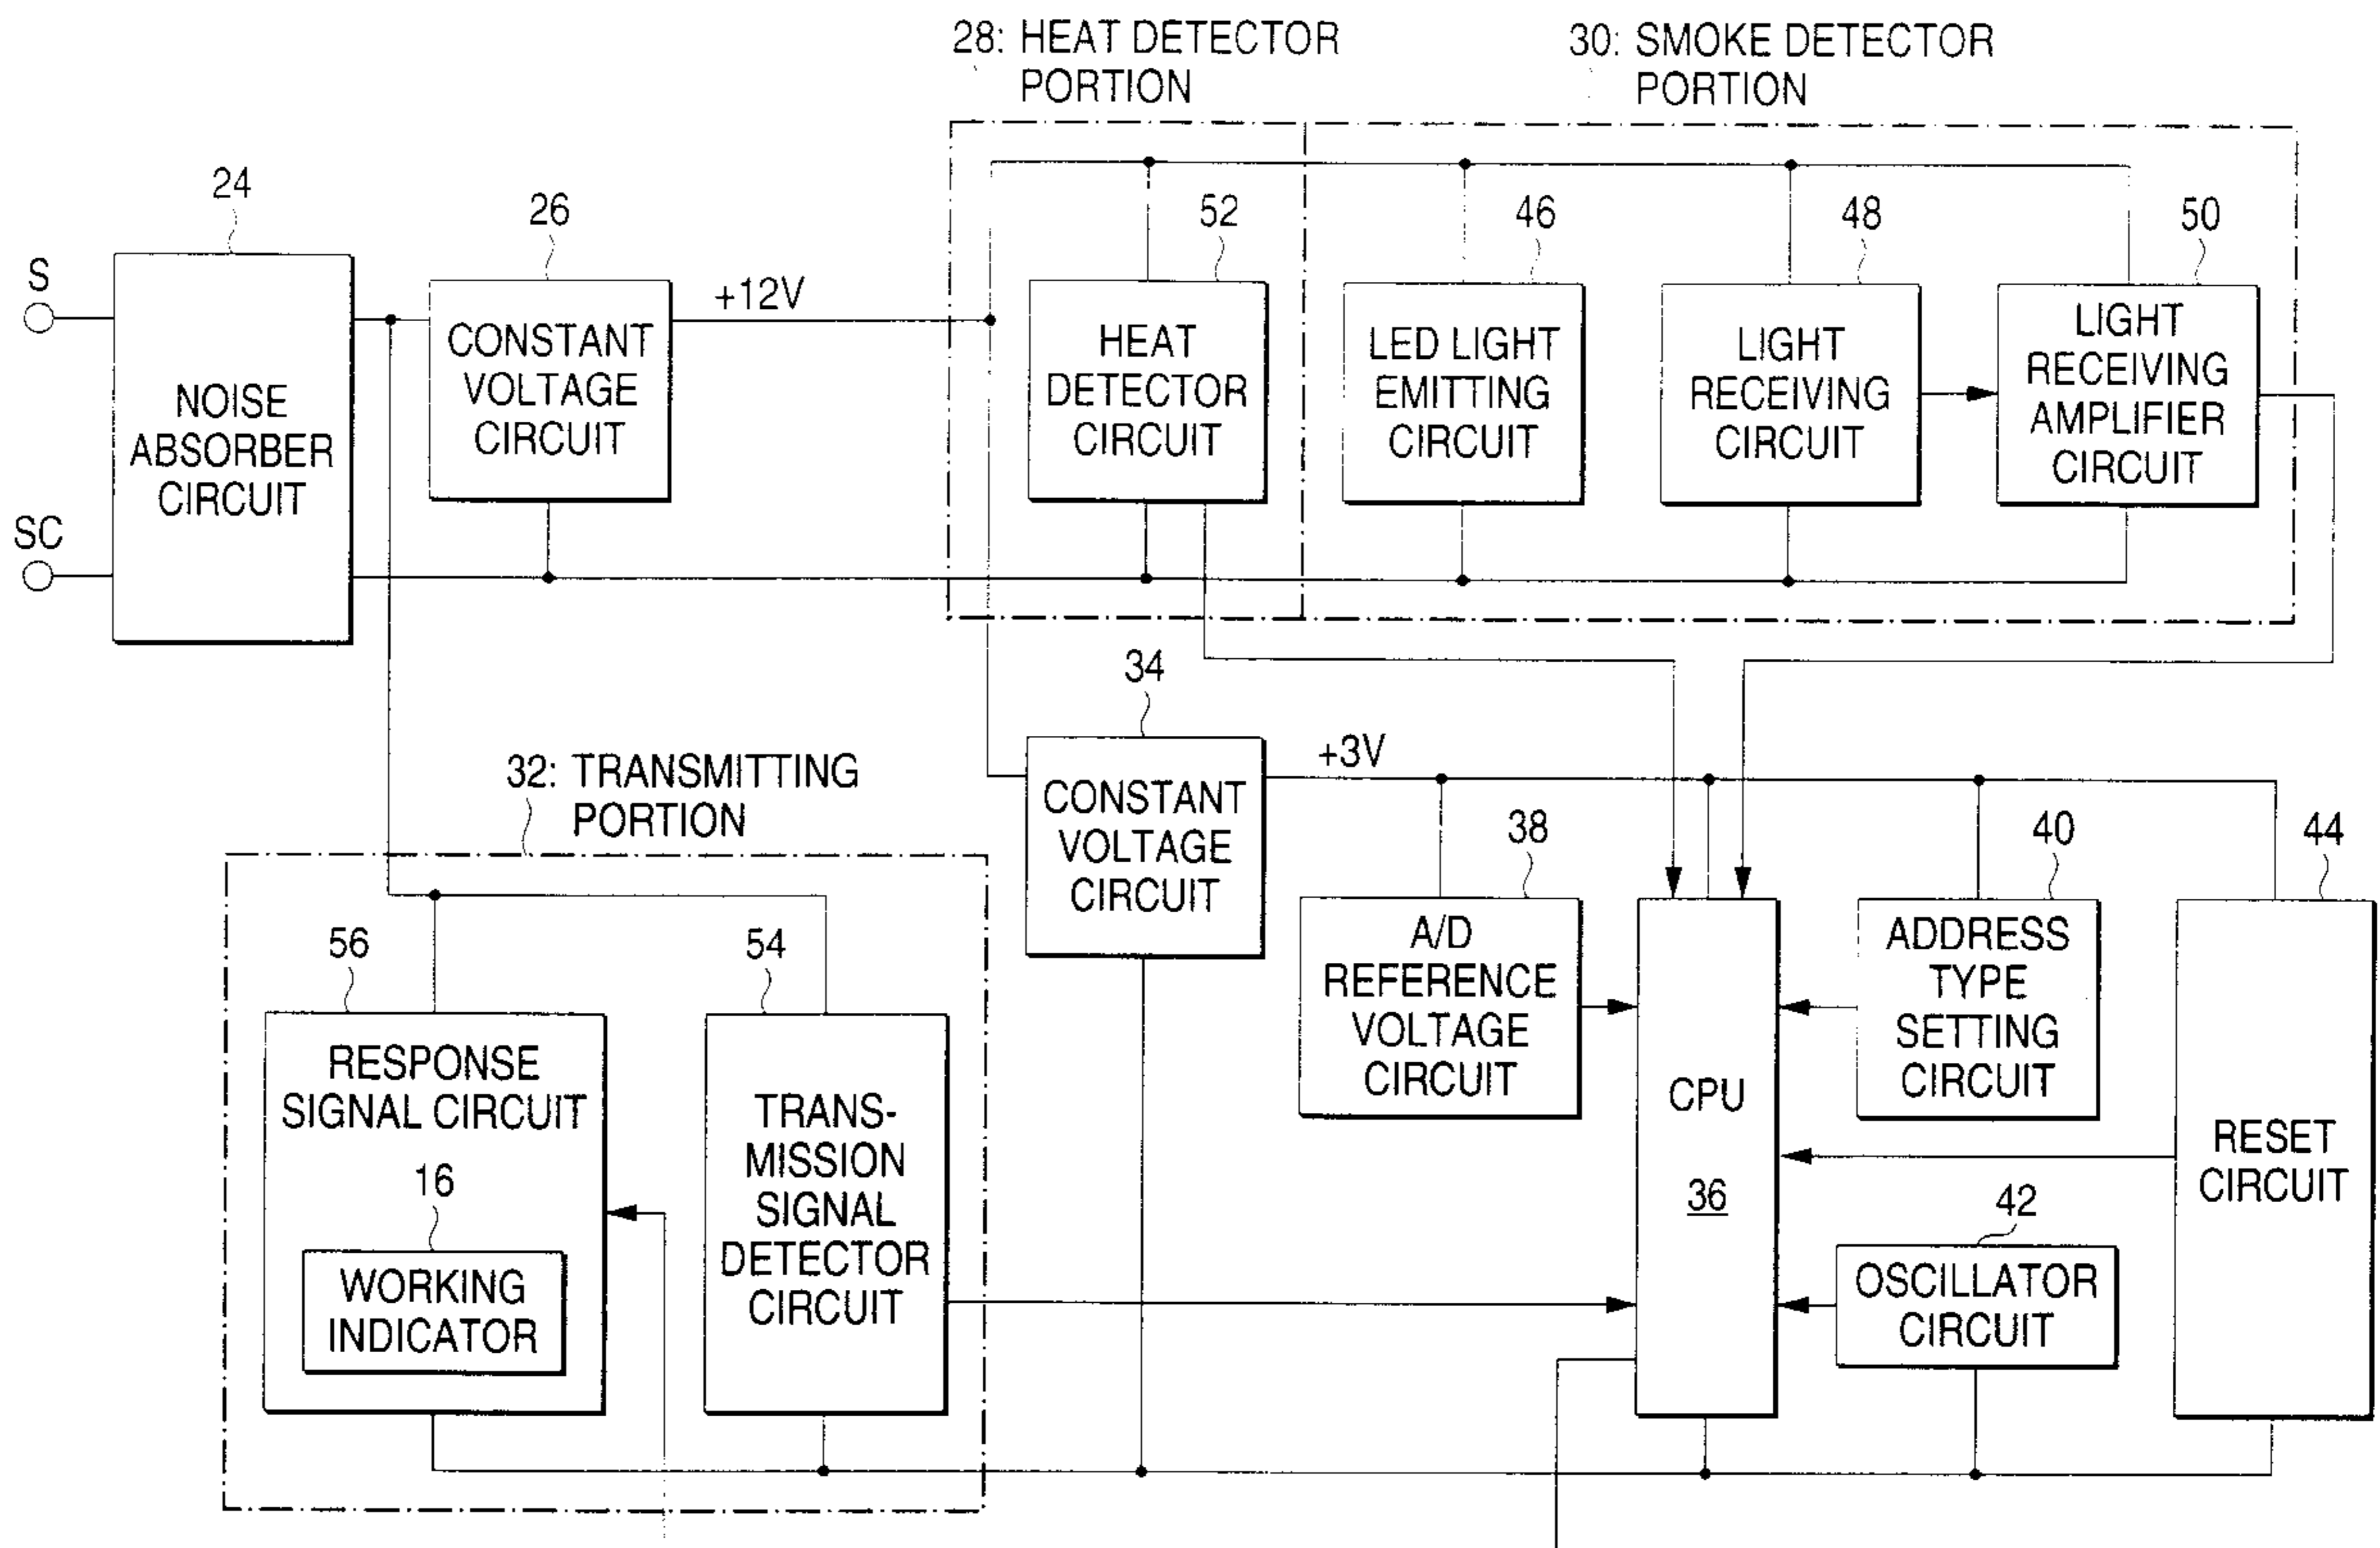 28: HEAT DETECTOR
PORTION
30: SMOKE DETECTOR
PORTION
24
26
52
46
48
50
S
+12V
NOISE
ABSORBER
CIRCUIT
CONSTANT
VOLTAGE
CIRCUIT
HEAT
DETECTOR
CIRCUIT
LED LIGHT
EMITTING
CIRCUIT
LIGHT
RECEIVING
CIRCUIT
LIGHT
RECEIVING
AMPLIFIER
CIRCUIT
SC
34
32: TRANSMITTING
PORTION
+3V
CONSTANT
VOLTAGE
CIRCUIT
38
40
44
56
54
A/D
REFERENCE
VOLTAGE
CIRCUIT
CPU
36
ADDRESS
TYPE
SETTING
CIRCUIT
RESET
CIRCUIT
RESPONSE
SIGNAL CIRCUIT
16
WORKING
INDICATOR
TRANS-
MISSION
SIGNAL
DETECTOR
CIRCUIT
42
OSCILLATOR
CIRCUIT